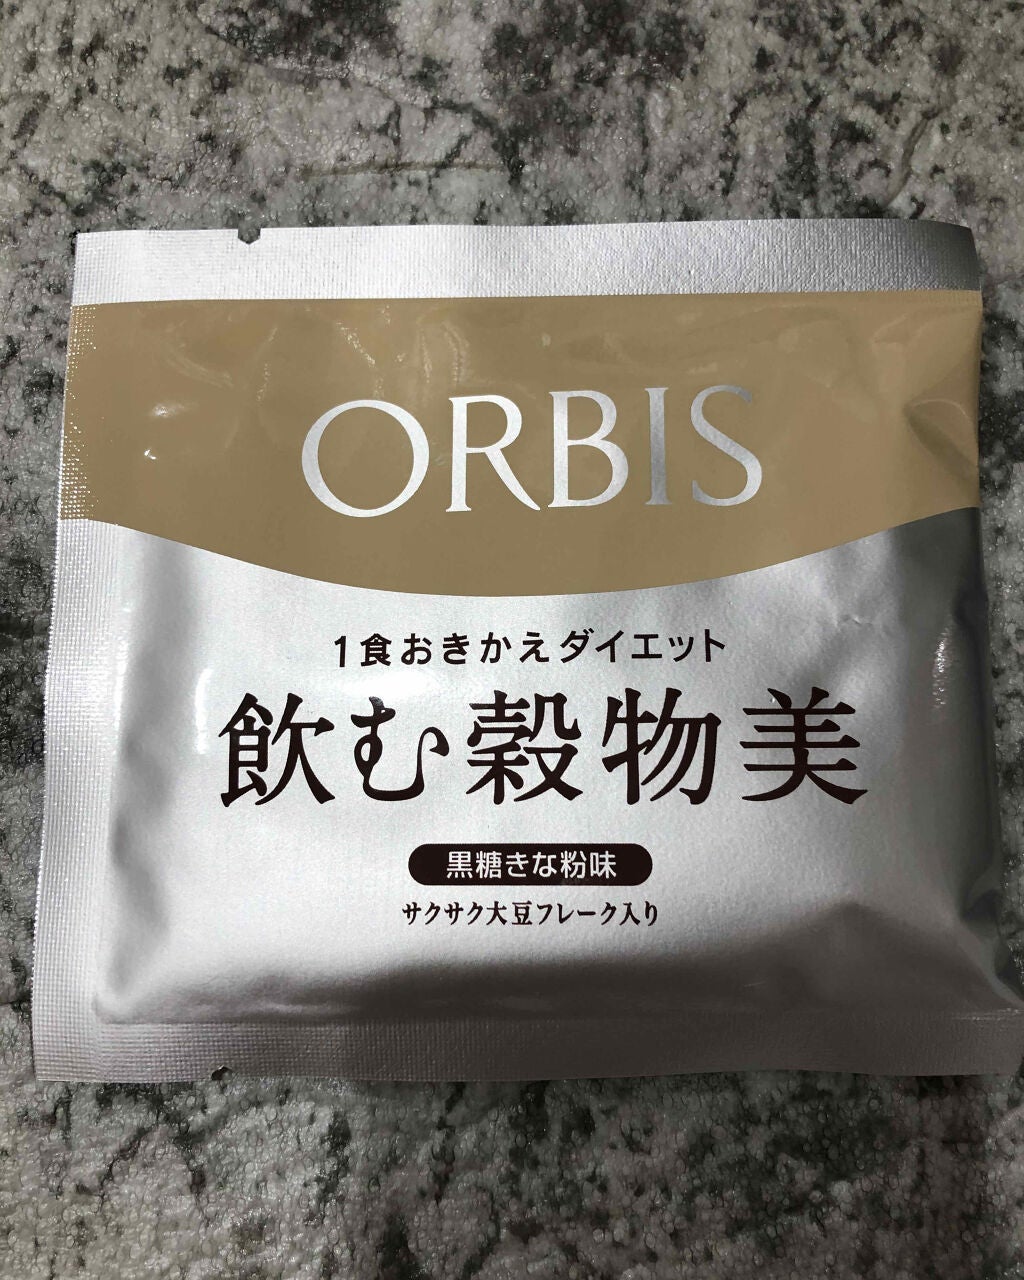 ORBIS
1食おきかえダイエット
飲む穀物美
黒糖きな粉味
サクサク大豆フレーク入り